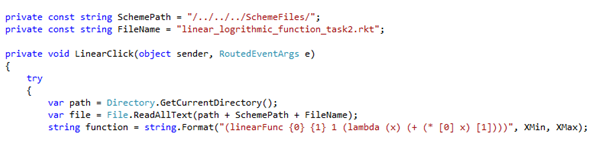 private const string SchemePath = "/../../../SchemeFiles/";
private const string FileName = "linear_logrithmic_function_task2.rkt";
private void LinearClick(object sender, RoutedEventArgs e)
{
try
{
var path = Directory.GetCurrentDirectory();
var file = File.ReadAllText(path + SchemePath + FileName);
string function = string.Format("(linearFunc {0} {1} 1 (lambda (x) (+ (* [0] x) [1])))", XMin, XMax);